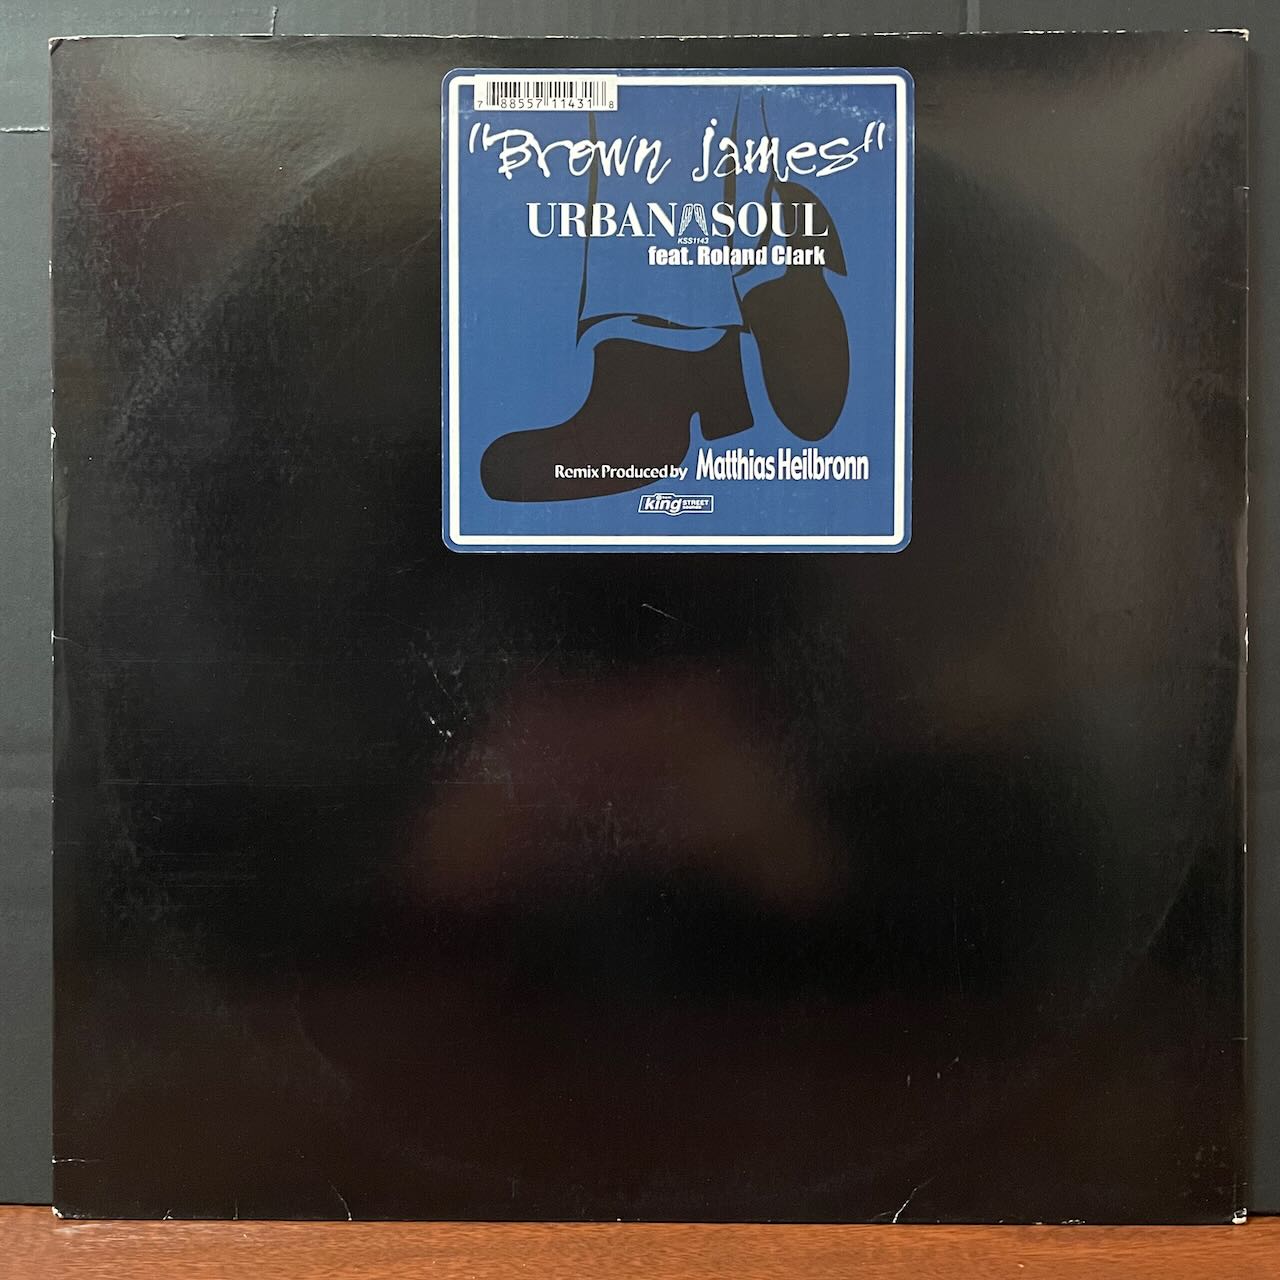 7 88557 11431 8
"Brown james"
URBAN SOUL
KSS1143
feat. Roland Clark
Remix Produced by Matthias Heilbronn
king STREET
sounds